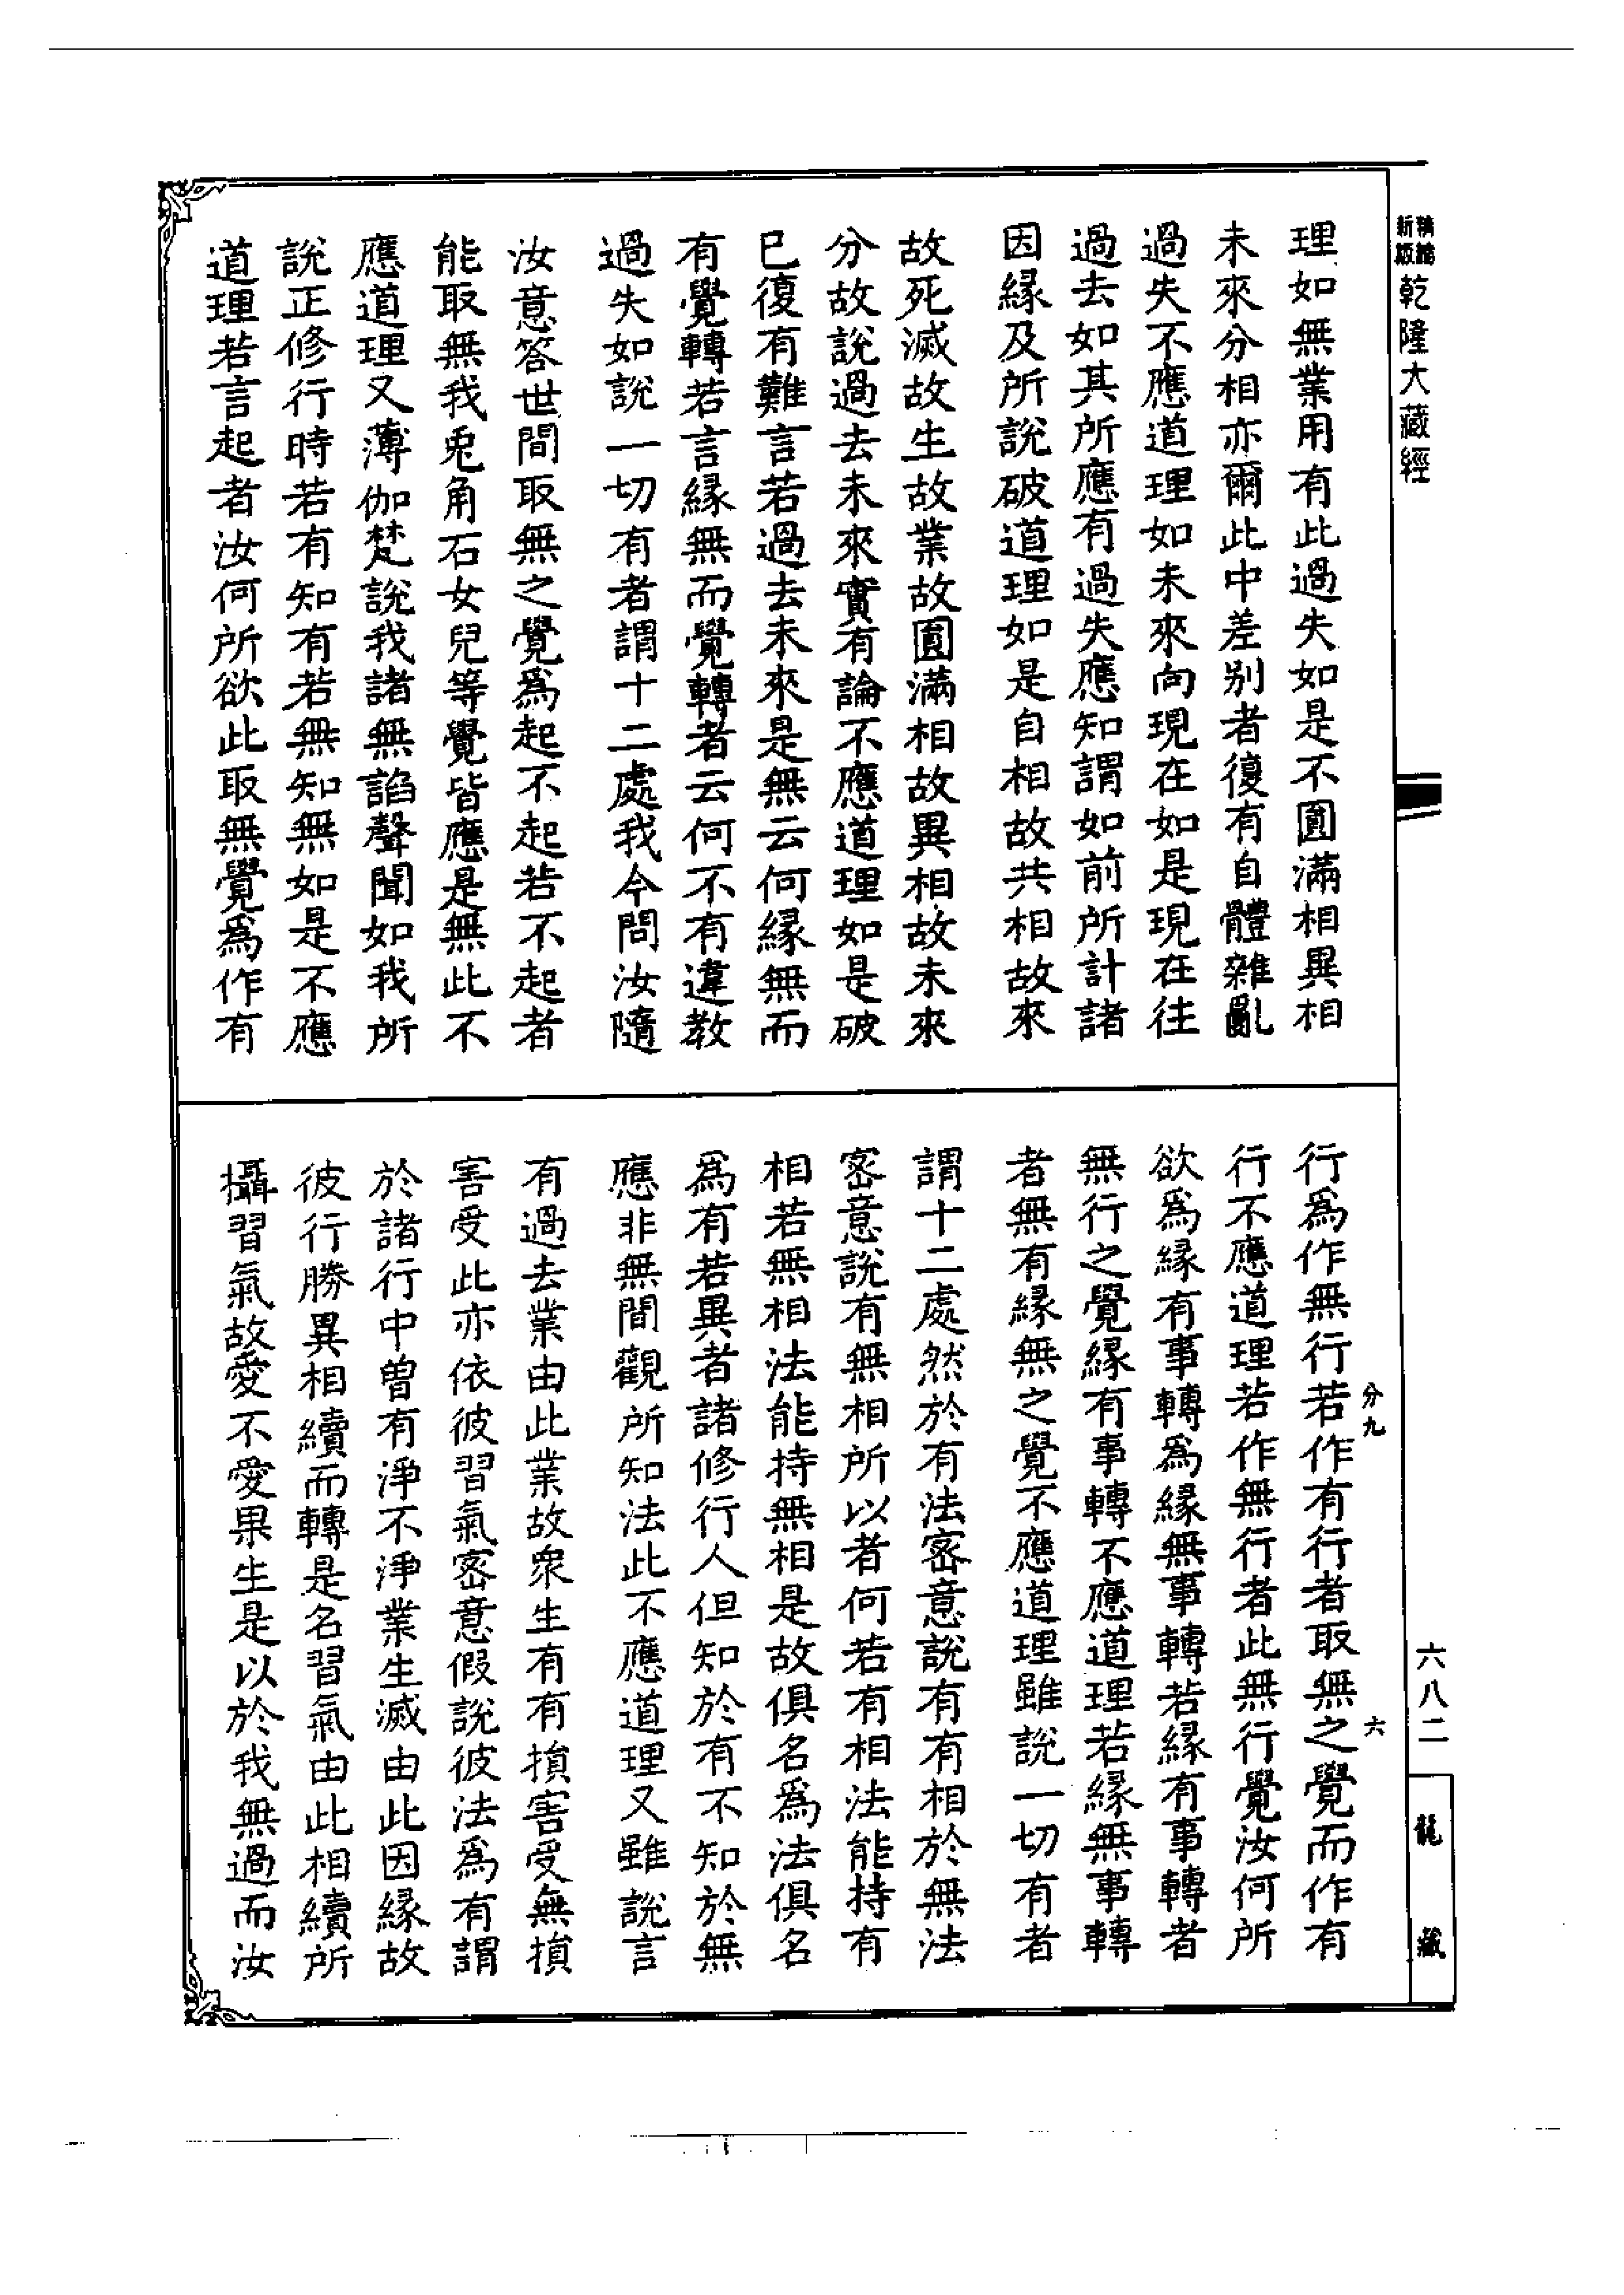 新版
乾隆大藏經
理如無業用有此過失如是不圓滿相異相
未來分相亦爾此中差別者復有自體雜亂
過失不應道理如未來向現在如是現在往
過去如其所應有過失應知謂如前所計諸
因緣及所說破道理如是自相故共相故來
故死滅故生故業故圓滿相故異相故未來
分故說過去未來實有論不應道理如是破
已復有難言若過去未來是無云何緣無而
有覺轉若言緣無而覺轉者云何不有違教
過失如說一切有者謂十二處我今問汝隨
汝意答世間取無之覺為起不起若不起者
能取無我兎角石女兒等覺皆應是無此不
應道理又薄伽梵說我諸無諂聲聞如我所
說正修行時若有知有若無知無如是不應
道理若言起者汝何所欲此取無覺為作有
行為作無行若作有行者取無之覺而作有
行不應道理若作無行者此無行覺汝何所
欲為緣有事轉為緣無事轉若緣有事轉者
無行之覺緣有事轉不應道理若緣無事轉
者無有緣無之覺不應道理雖說一切有者
謂十二處然於有法密意說有有相於無法
密意說有無相所以者何若有相法能持有
相若無相法能持無相是故俱名為法俱名
為有若異者諸修行人但知於有不知於無
應非無間觀所知法此不應道理又雖說言
有過去業由此業故眾生有有損害受無損
害受此亦依彼習氣密意假說彼法為有謂
於諸行中曾有淨不淨業生滅由此因緣故
彼行勝異相續而轉是名習氣由此相續所
攝習氣故愛不愛果生是以於我無過而汝
分九
六
六八二
龍藏